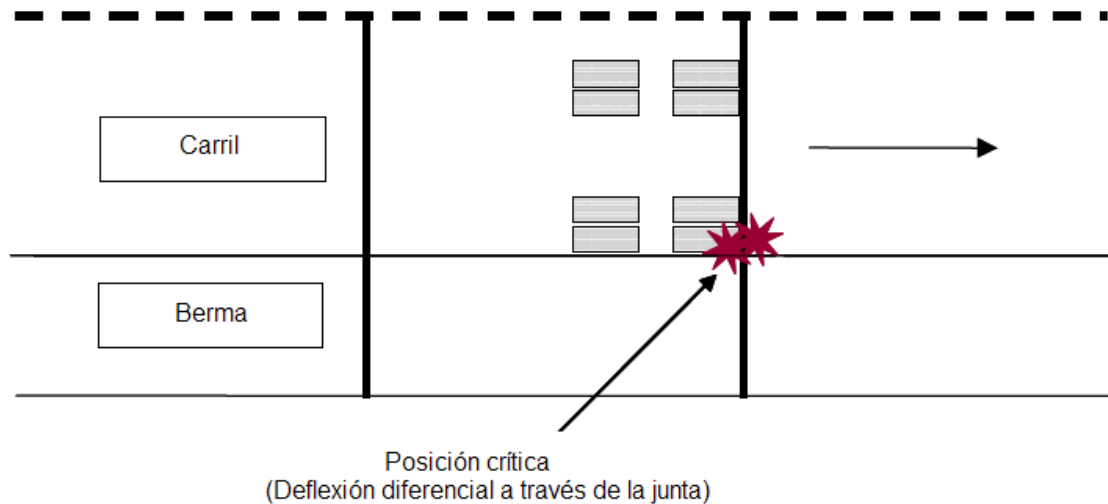 Carril
Berma
Posición crítica
(Deflexión diferencial a través de la junta)